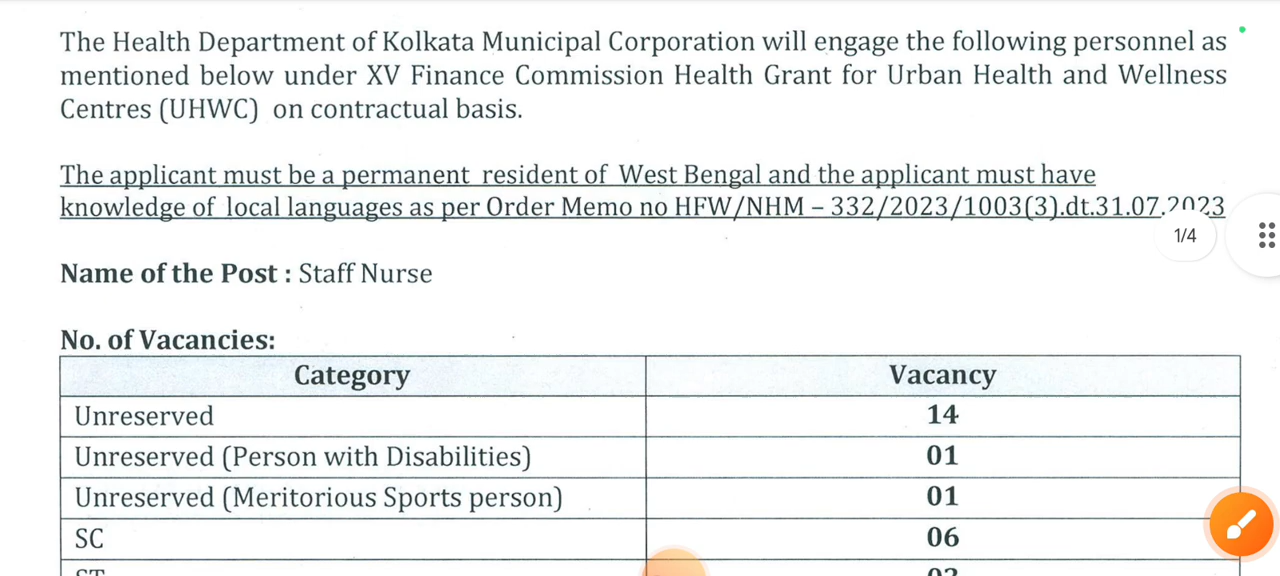 The Health Department of Kolkata Municipal Corporation will engage the following personnel as
mentioned below under XV Finance Commission Health Grant for Urban Health and Wellness
Centres (UHWC) on contractual basis.
The applicant must be a permanent resident of West Bengal and the applicant must have
knowledge of local languages as per Order Memo no HFW/NHM – 332/2023/1003(3).dt.31.07.2023
1/4
Name of the Post : Staff Nurse
No. of Vacancies:
Category Vacancy
Unreserved 14
Unreserved (Person with Disabilities) 01
Unreserved (Meritorious Sports person) 01
SC 06